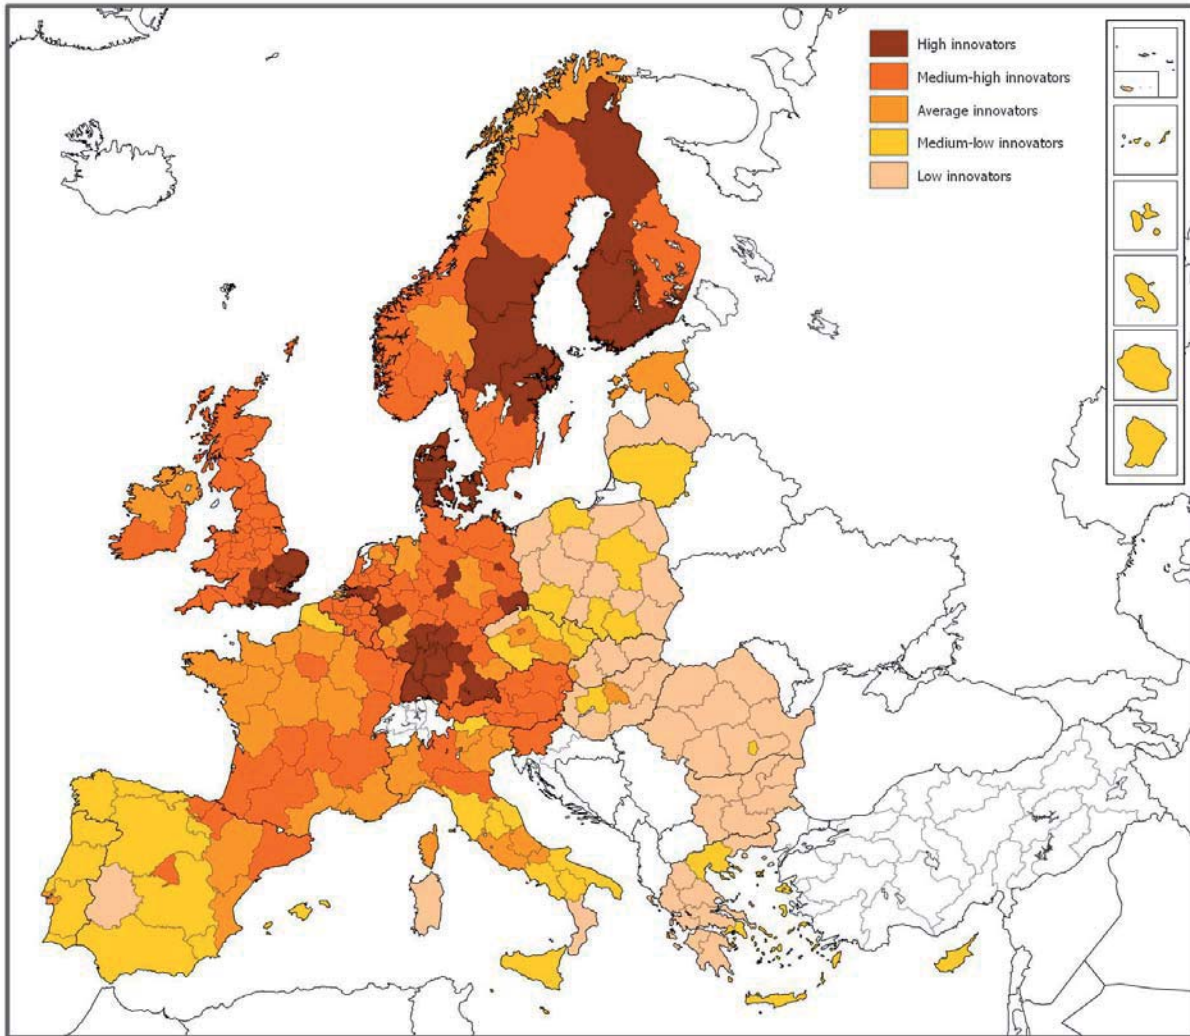 High innovators
Medium-high innovators
Average innovators
Medium-low innovators
Low innovators